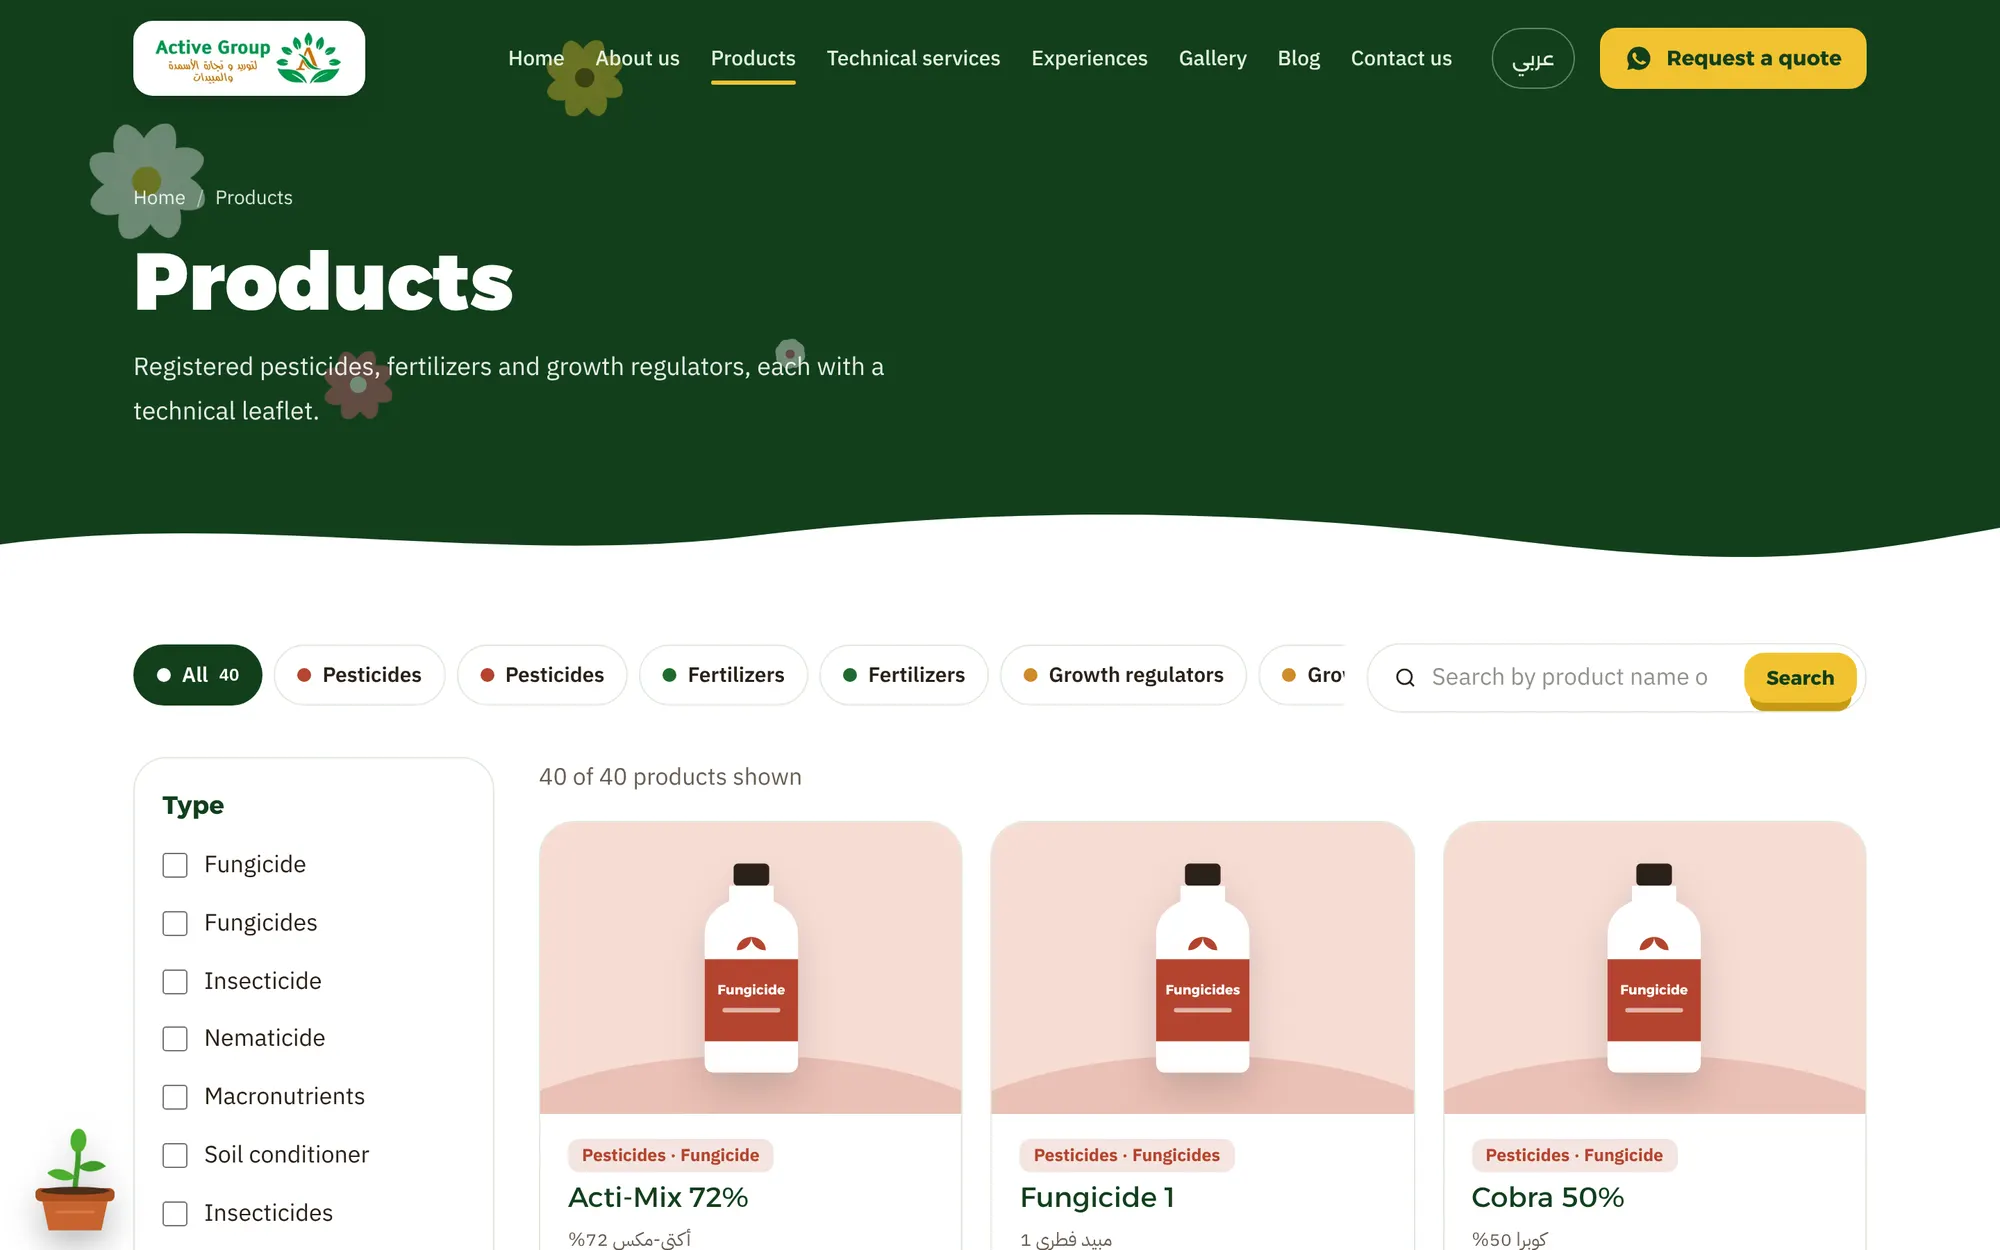 Active Group
لتوريد و تجارة الأسمدة
والمبيدات
Home
About us
Products
Technical services
Experiences
Gallery
Blog
Contact us
عربي
Request a quote
Home / Products
Products
Registered pesticides, fertilizers and growth regulators, each with a
technical leaflet.
All 40
Pesticides
Pesticides
Fertilizers
Fertilizers
Growth regulators
Search by product name o
Search
Type
Fungicide
Fungicides
Insecticide
Nematicide
Macronutrients
Soil conditioner
Insecticides
40 of 40 products shown
Fungicide
Pesticides · Fungicide
Acti-Mix 72%
أكتي-مكس 72%
Fungicides
Pesticides · Fungicides
Fungicide 1
مبيد فطري 1
Fungicide
Pesticides · Fungicide
Cobra 50%
كوبرا 50%